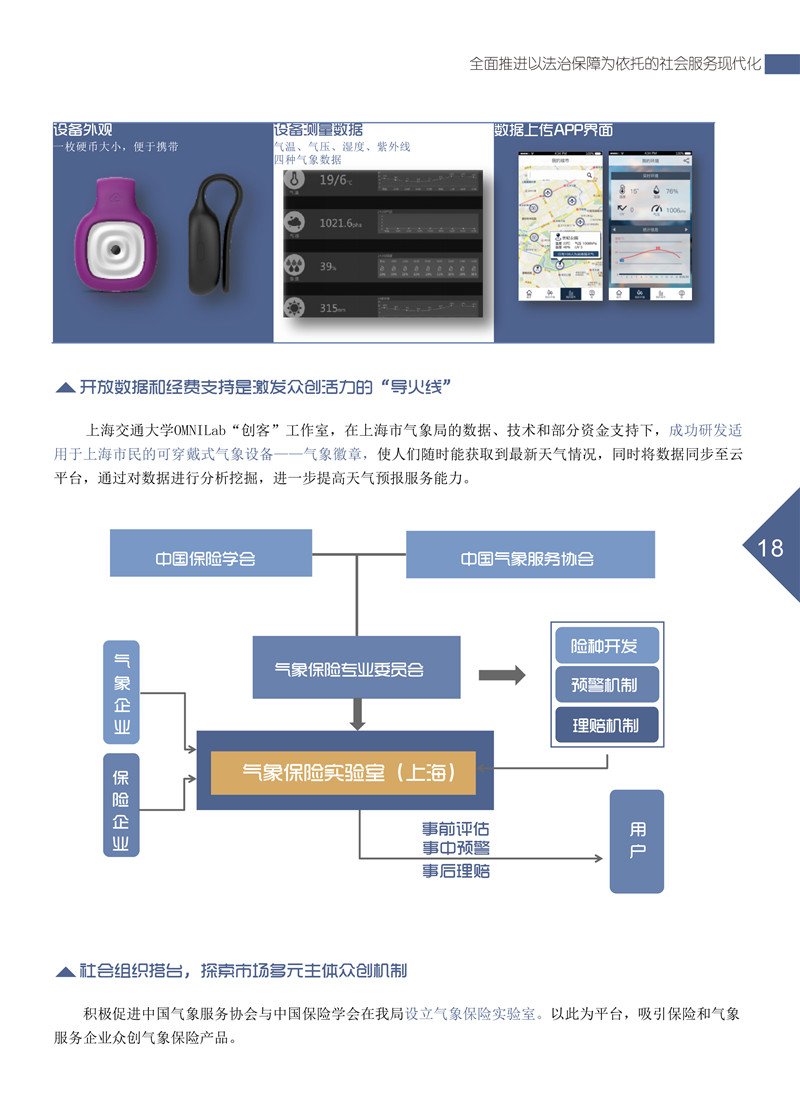 全面推进以法治保障为依托的社会服务现代化
设备外观
一枚硬币大小，便于携带
设备测量数据
气温、气压、湿度、紫外线
四种气象数据
数据上传APP界面
19/6℃
1021.6hPa
39%
315
我的城市
15°
76%
1006
开放数据和经费支持是激发众创活力的“导火线”
上海交通大学OMNILab“创客”工作室，在上海市气象局的数据、技术和部分资金支持下，成功研发适
用于上海市民的可穿戴式气象设备——气象徽章，使人们随时能获取到最新天气情况，同时将数据同步至云
平台，通过对数据进行分析挖掘，进一步提高天气预报服务能力。
18
中国保险学会
中国气象服务协会
气象企业
气象保险专业委员会
险种开发
预警机制
理赔机制
保险企业
气象保险实验室（上海）
事前评估
事中预警
事后理赔
用户
社会组织搭台，探索市场多元主体众创机制
积极促进中国气象服务协会与中国保险学会在我局设立气象保险实验室。以此为平台，吸引保险和气象
服务企业众创气象保险产品。